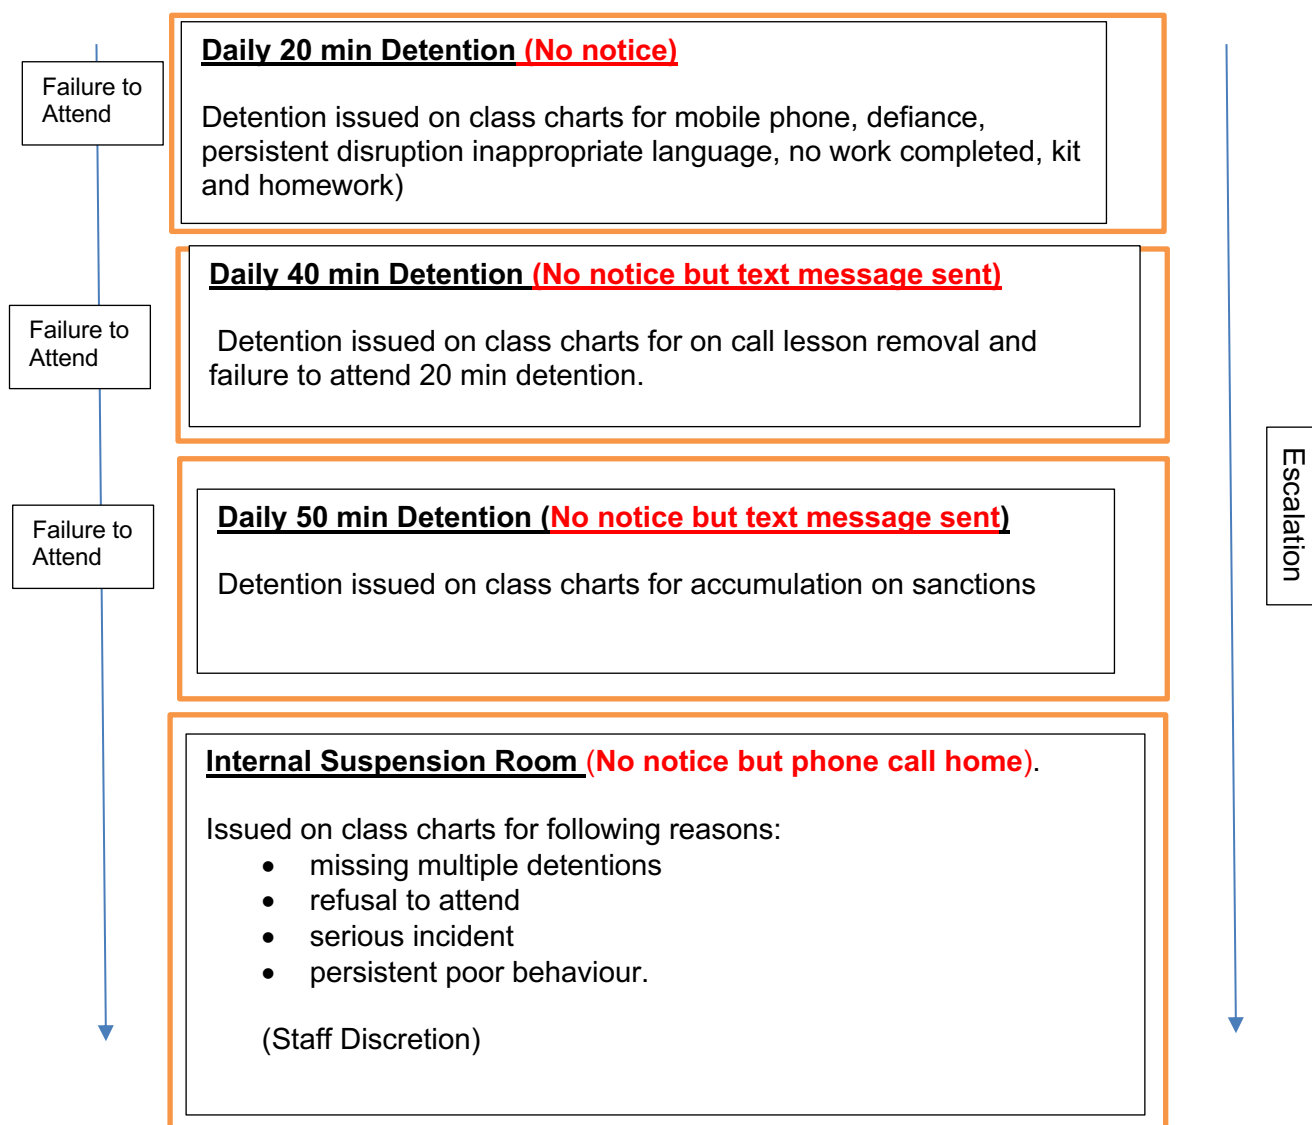 Daily 20 min Detention (No notice)
Failure to
Attend
Detention issued on class charts for mobile phone, defiance,
persistent disruption inappropriate language, no work completed, kit
and homework)
Daily 40 min Detention (No notice but text message sent)
Failure to
Attend
Detention issued on class charts for on call lesson removal and
failure to attend 20 min detention.
Daily 50 min Detention (No notice but text message sent)
Failure to
Attend
Detention issued on class charts for accumulation on sanctions
Escalation
Internal Suspension Room (No notice but phone call home).
Issued on class charts for following reasons:
• missing multiple detentions
• refusal to attend
• serious incident
• persistent poor behaviour.
(Staff Discretion)